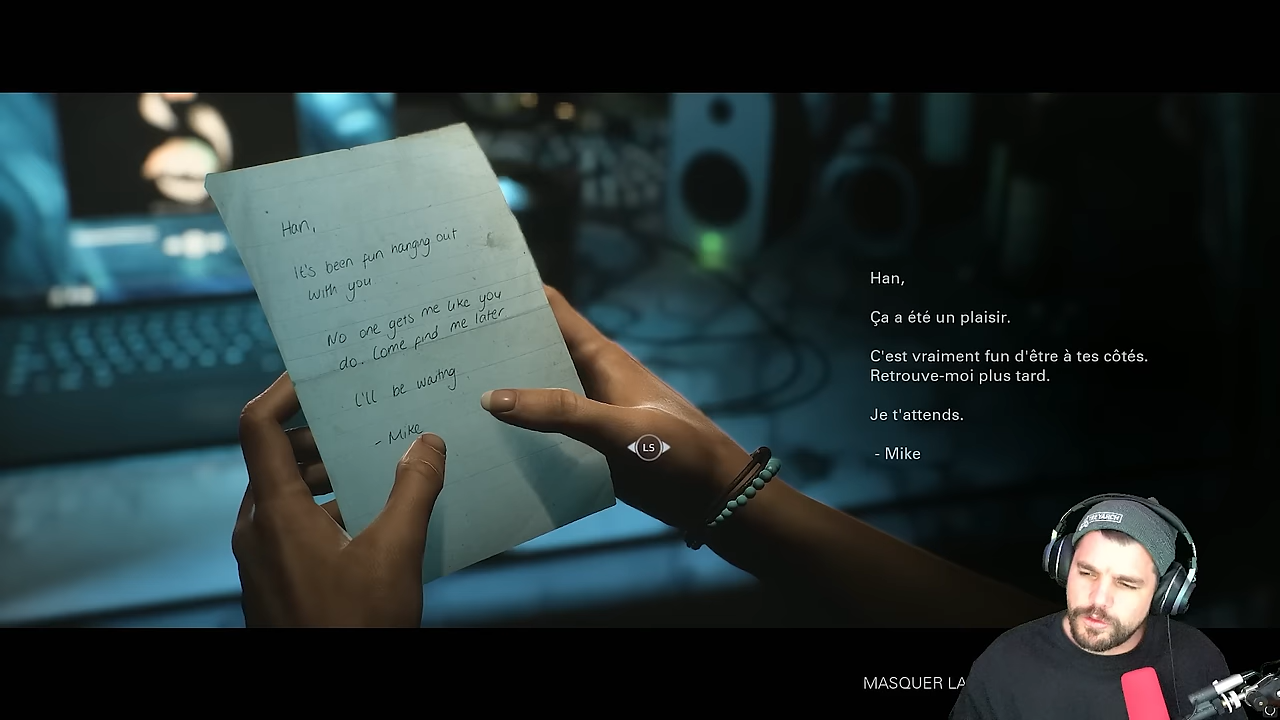 Han,
It's been fun hanging out
with you
No one gets me like you
do. Come find me later
I'll be waiting
- Mike
LS
Han,
Ça a été un plaisir.
C'est vraiment fun d'être à tes côtés.
Retrouve-moi plus tard.
Je t'attends.
- Mike
MASQUER LA